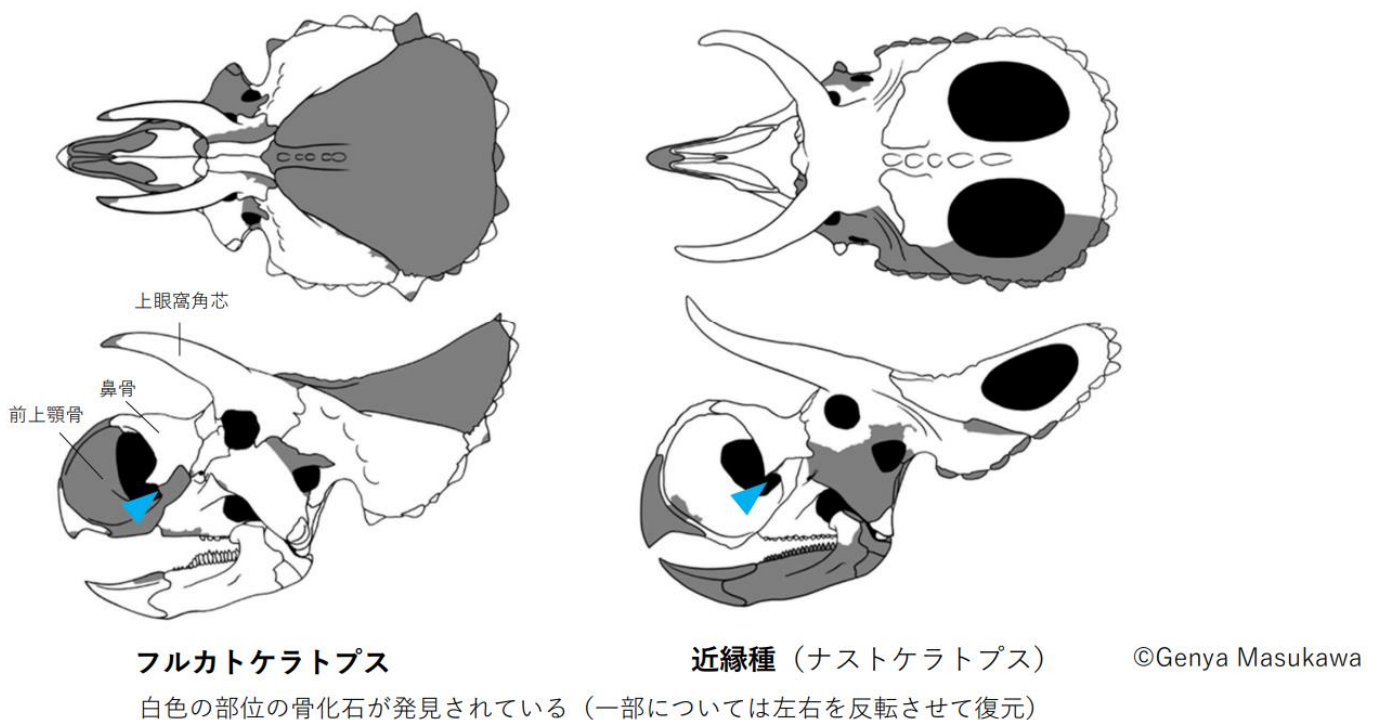 上眼窩角芯
鼻骨
前上顎骨
フルカトケラトプス
近縁種（ナストケラトプス）
©Genya Masukawa
白色の部位の骨化石が発見されている（一部については左右を反転させて復元）